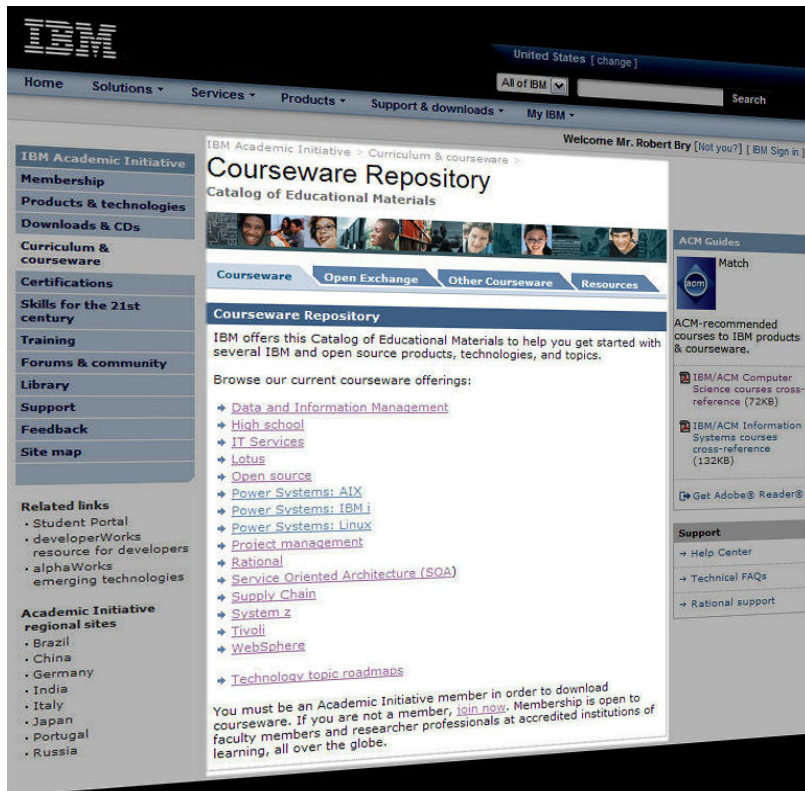 IBM
United States [ change ]
All of IBM
Search
Home
Solutions
Services
Products
Support & downloads
My IBM
Welcome Mr. Robert Bry [Not you?] [ IBM Sign in ]
IBM Academic Initiative
Membership
Products & technologies
Downloads & CDs
Curriculum &
courseware
Certifications
Skills for the 21st
century
Training
Forums & community
Library
Support
Feedback
Site map
Related links
· Student Portal
· developerWorks
resource for developers
· alphaWorks
emerging technologies
Academic Initiative
regional sites
· Brazil
· China
· Germany
· India
· Italy
· Japan
· Portugal
· Russia
IBM Academic Initiative > Curriculum & courseware >
Courseware Repository
Catalog of Educational Materials
Courseware
Open Exchange
Other Courseware
Resources
Courseware Repository
IBM offers this Catalog of Educational Materials to help you get started with
several IBM and open source products, technologies, and topics.
Browse our current courseware offerings:
Data and Information Management
High school
IT Services
Lotus
Open source
Power Systems: AIX
Power Systems: IBM i
Power Systems: Linux
Project management
Rational
Service Oriented Architecture (SOA)
Supply Chain
System z
Tivoli
WebSphere
Technology topic roadmaps
You must be an Academic Initiative member in order to download
courseware. If you are not a member, join now. Membership is open to
faculty members and researcher professionals at accredited institutions of
learning, all over the globe.
ACM Guides
acm
Match
ACM-recommended
courses to IBM products
& courseware.
IBM/ACM Computer
Science courses cross-
reference (72KB)
IBM/ACM Information
Systems courses
cross-reference
(132KB)
Get Adobe® Reader®
Support
→ Help Center
→ Technical FAQs
→ Rational support